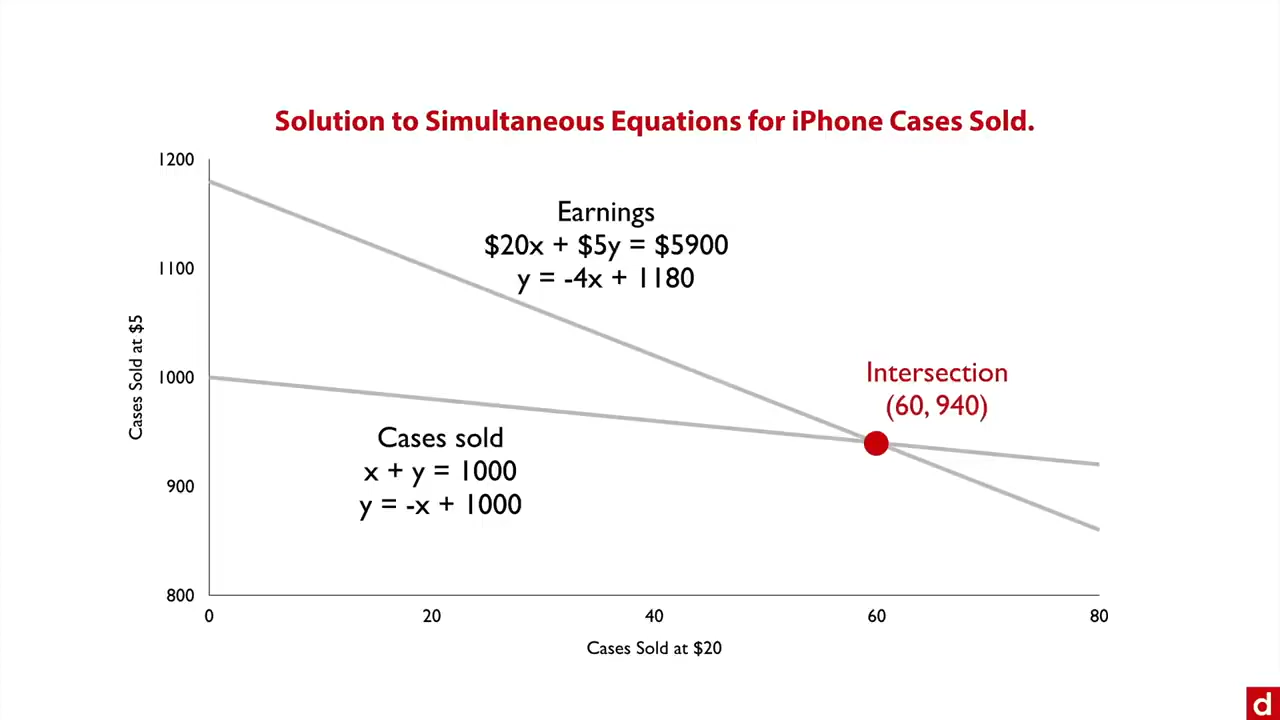 Solution to Simultaneous Equations for iPhone Cases Sold.
1200
1100
1000
900
800
Cases Sold at $5
Earnings
$20x + $5y = $5900
y = -4x + 1180
Intersection
(60, 940)
Cases sold
x + y = 1000
y = -x + 1000
0 20 40 60 80
Cases Sold at $20
d